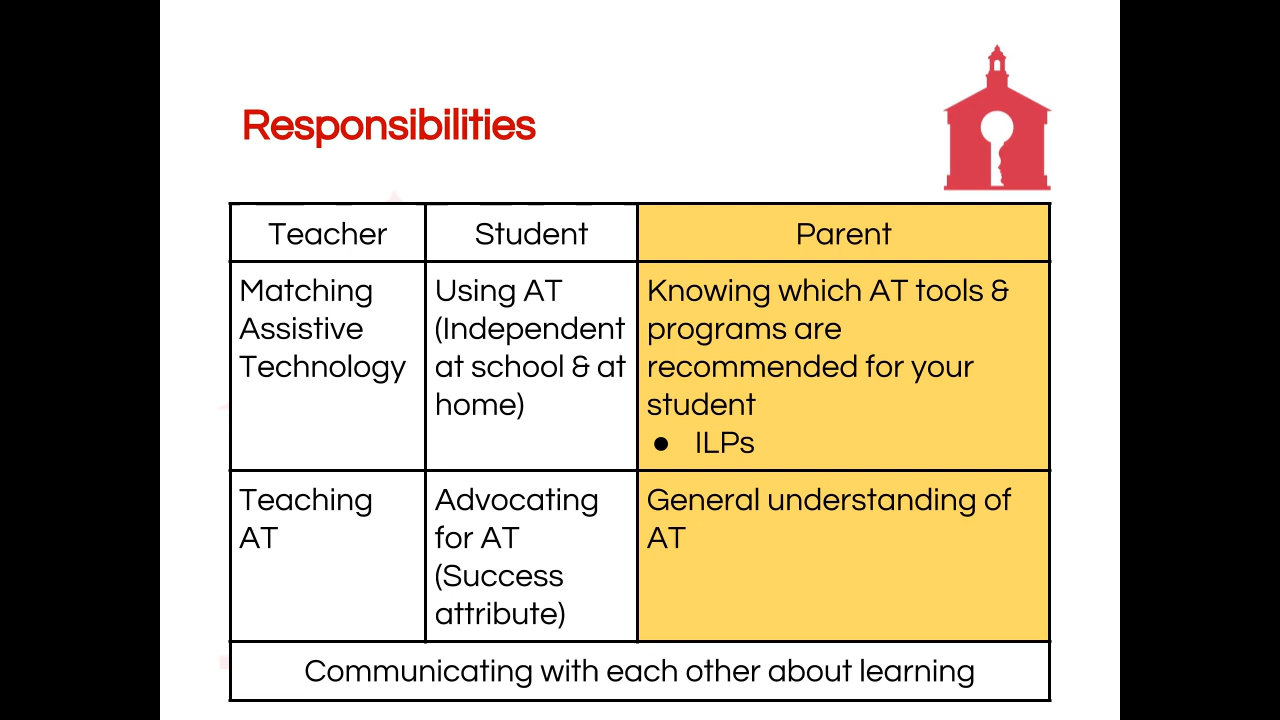 Responsibilities
Teacher
Student
Parent
Matching
Assistive
Technology
Using AT
(Independent
at school & at
home)
Knowing which AT tools &
programs are
recommended for your
student
● ILPs
Teaching
AT
Advocating
for AT
(Success
attribute)
General understanding of
AT
Communicating with each other about learning